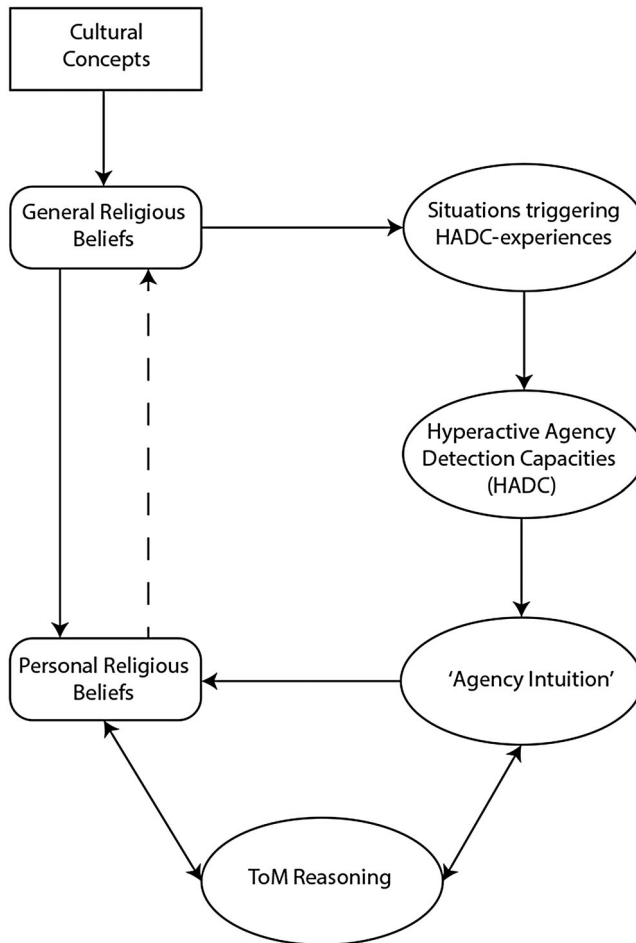 Cultural
Concepts
General Religious
Beliefs
Situations triggering
HADC-experiences
Hyperactive Agency
Detection Capacities
(HADC)
Personal Religious
Beliefs
‘Agency Intuition’
ToM Reasoning